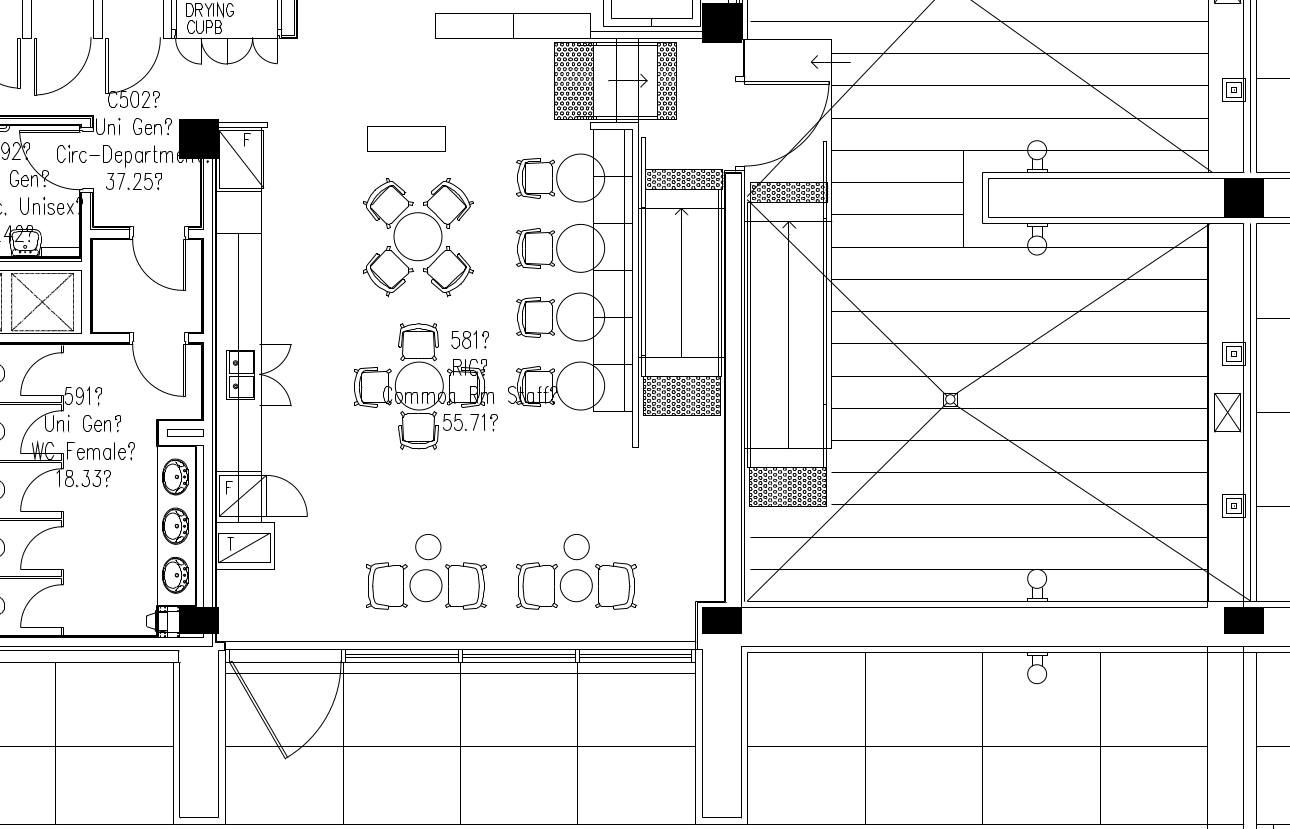 DRYING
CUPB
C502?
Uni Gen?
Circ-Department?
37.25?
92?
Gen?
c. Unisex?
.42?
F
581?
RIC?
Common Rm Staff?
55.71?
591?
Uni Gen?
WC Female?
18.33?
F
T